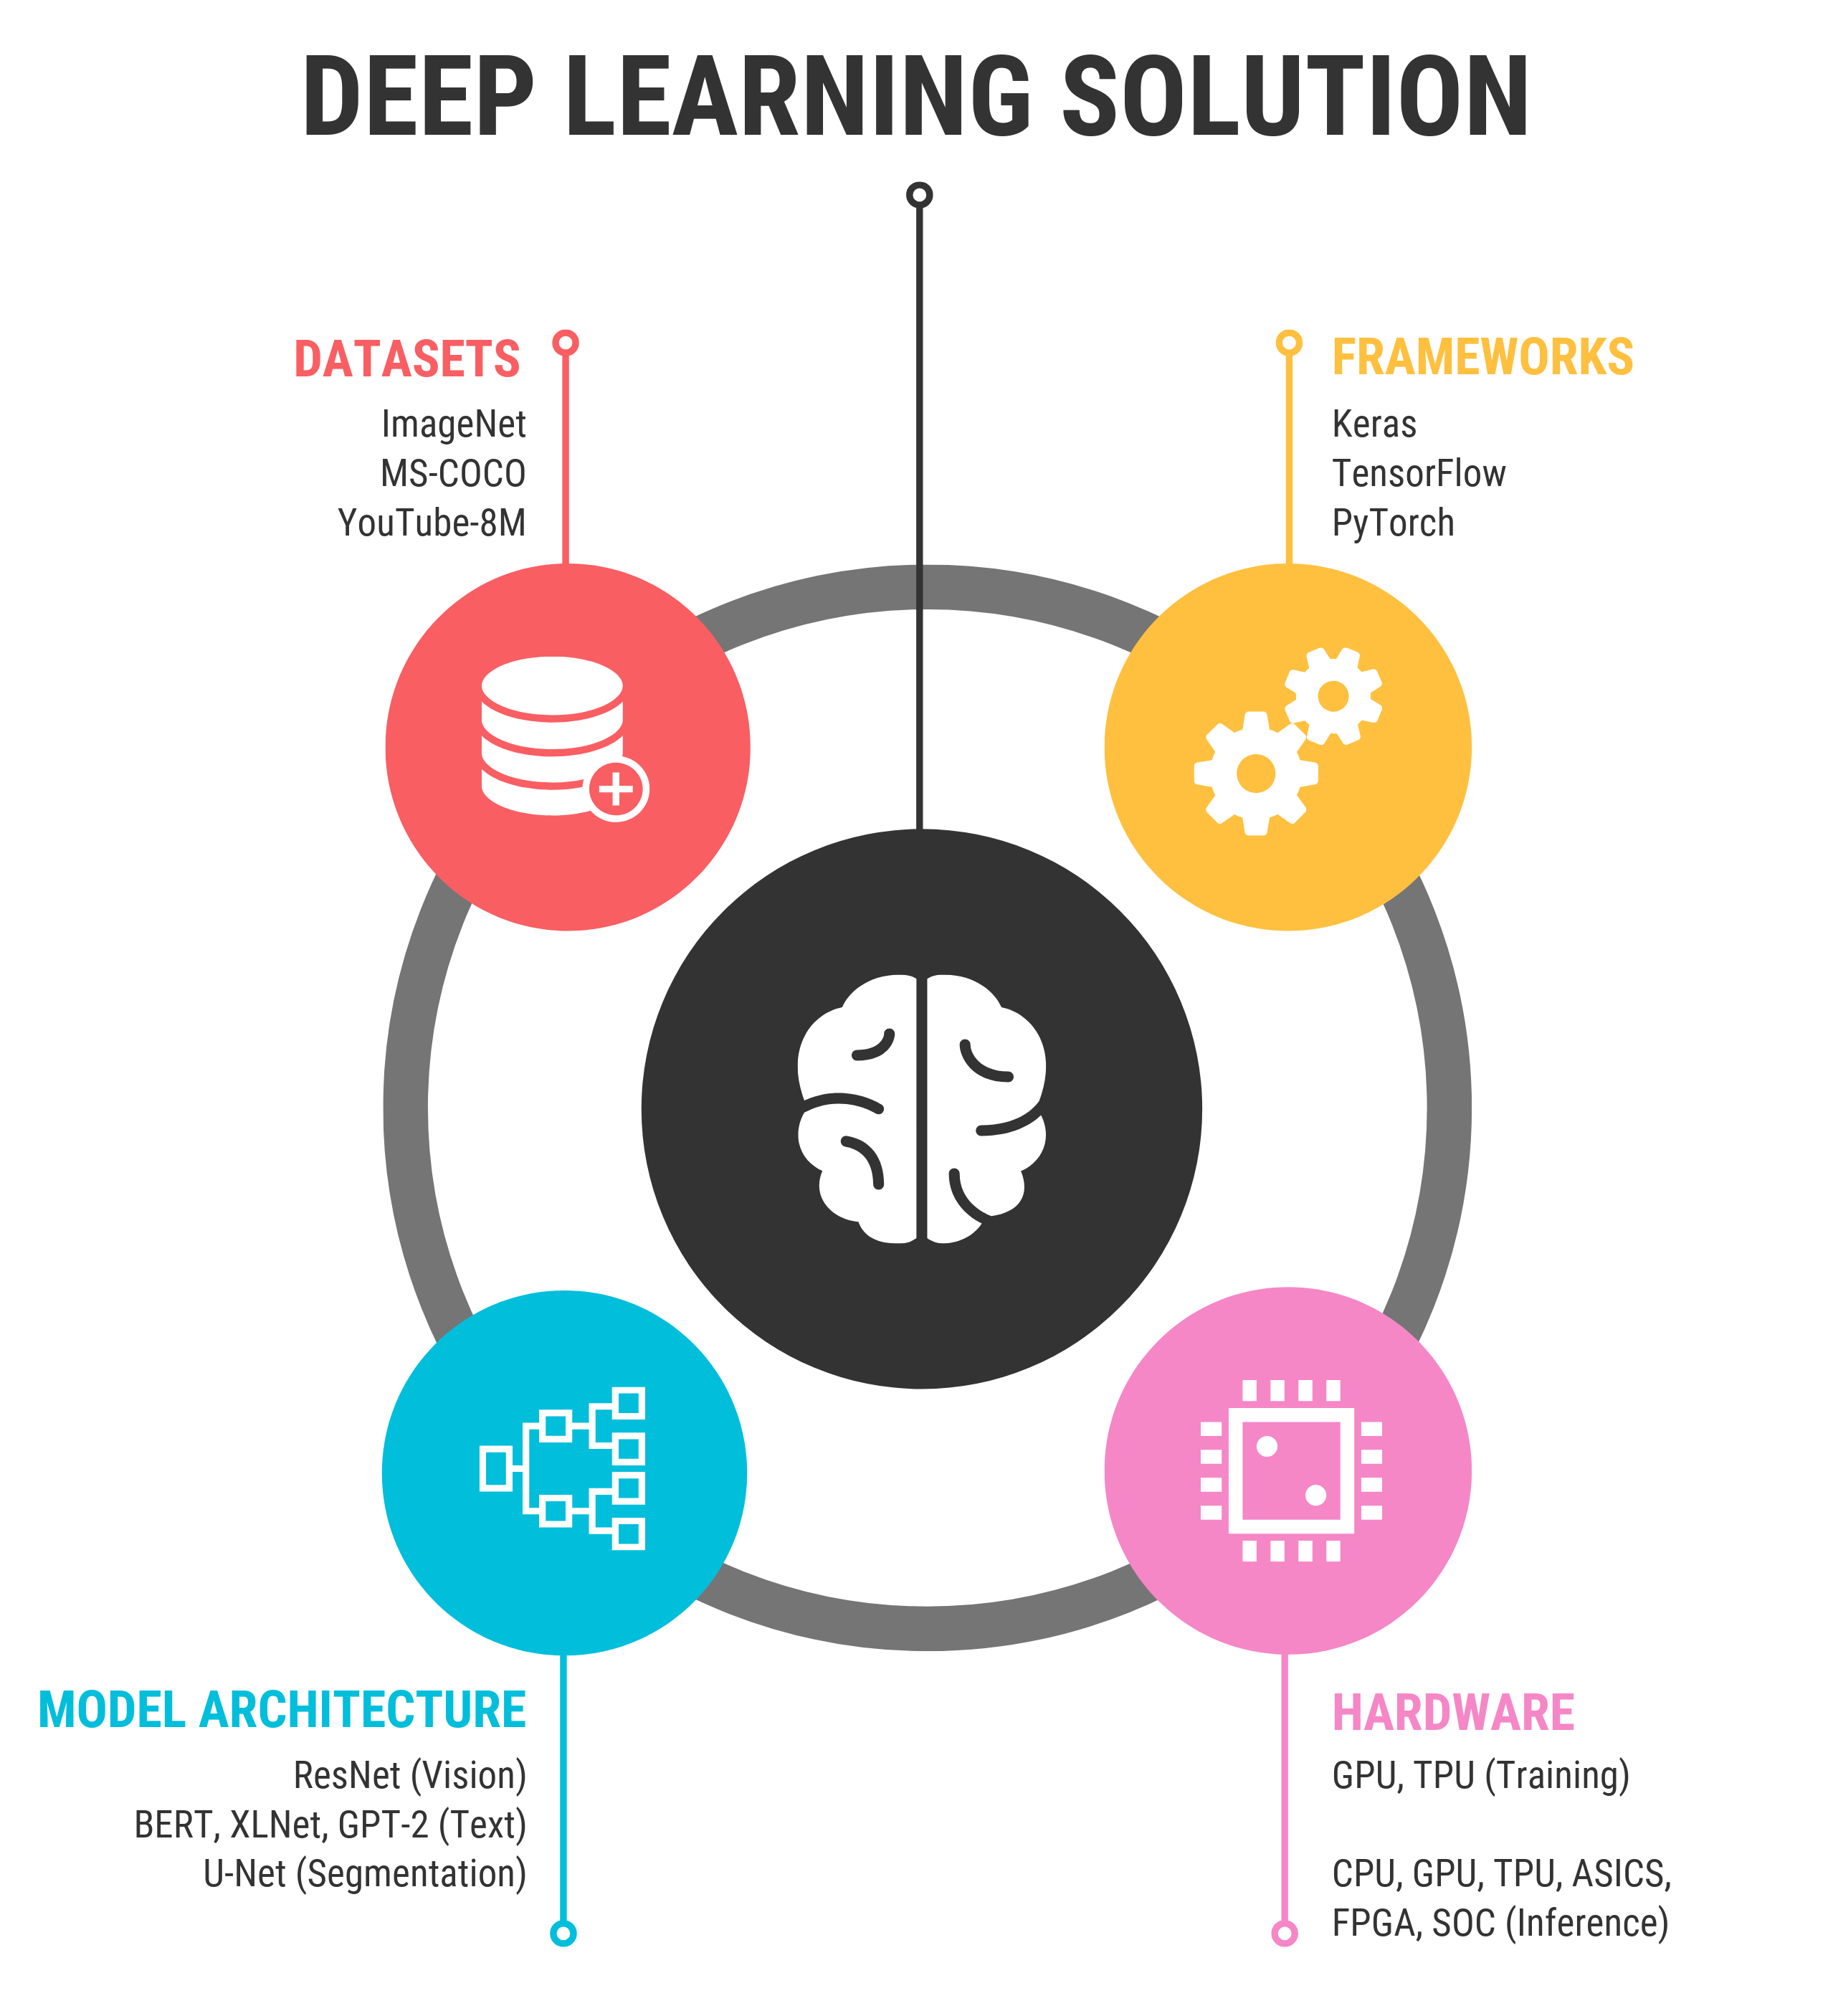 DEEP LEARNING SOLUTION
DATASETS
ImageNet
MS-COCO
YouTube-8M
FRAMEWORKS
Keras
TensorFlow
PyTorch
MODEL ARCHITECTURE
ResNet (Vision)
BERT, XLNet, GPT-2 (Text)
U-Net (Segmentation)
HARDWARE
GPU, TPU (Training)
CPU, GPU, TPU, ASICS,
FPGA, SOC (Inference)